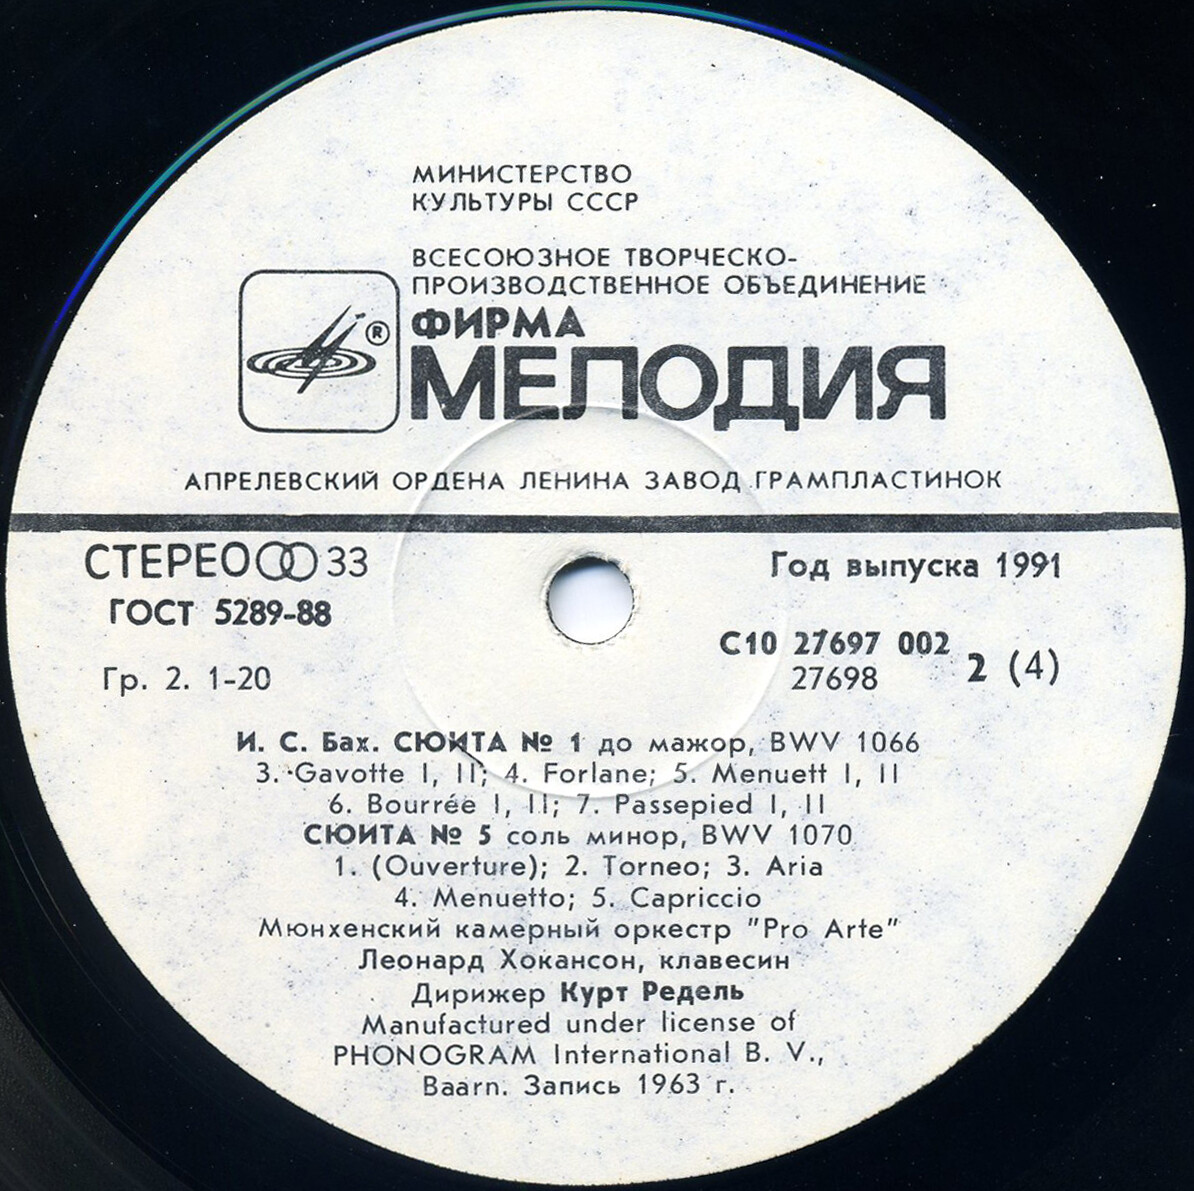 МИНИСТЕРСТВО
КУЛЬТУРЫ СССР
ВСЕСОЮЗНОЕ ТВОРЧЕСКО-
ПРОИЗВОДСТВЕННОЕ ОБЪЕДИНЕНИЕ
ФИРМА
®
МЕЛОДИЯ
АПРЕЛЕВСКИЙ ОРДЕНА ЛЕНИНА ЗАВОД ГРАМПЛАСТИНОК
СТЕРЕО 33
Год выпуска 1991
ГОСТ 5289-88
С10 27697 002
27698
2 (4)
Гр. 2. 1-20
И. С. Бах. СЮИТА № 1 до мажор, BWV 1066
3. Gavotte I, II; 4. Forlane; 5. Menuett I, II
6. Bourrée I, II; 7. Passepied I, II
СЮИТА № 5 соль минор, BWV 1070
1. (Ouverture); 2. Torneo; 3. Aria
4. Menuetto; 5. Capriccio
Мюнхенский камерный оркестр "Pro Arte"
Леонард Хокансон, клавесин
Дирижер Курт Редель
Manufactured under license of
PHONOGRAM International B. V.,
Baarn. Запись 1963 г.